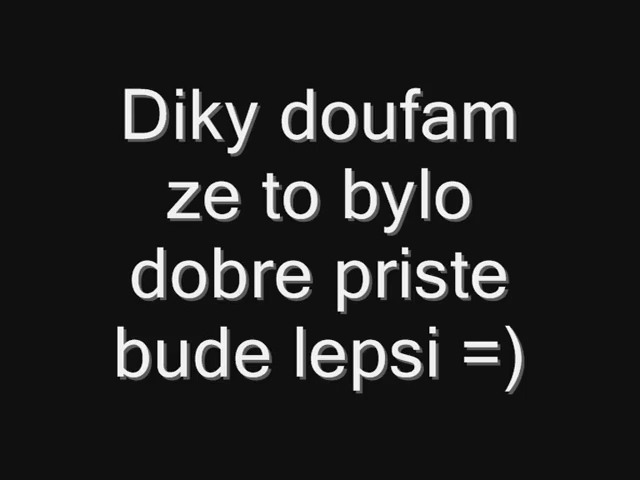 Diky doufam
ze to bylo
dobre priste
bude lepsi =)